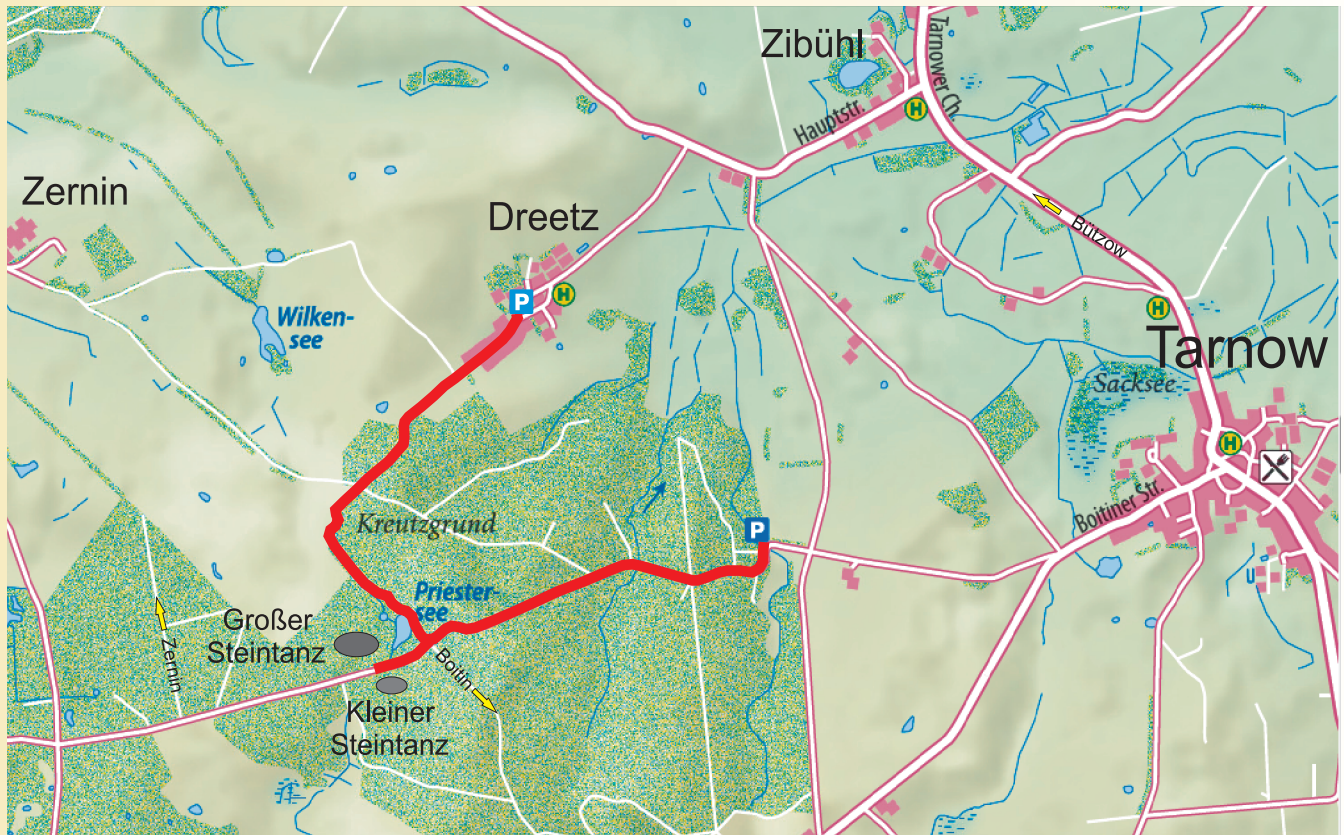 Zibühl
Tarnower Ch.
Hauptstr.
H
Zernin
Dreetz
Bützow
P
H
H
Wilken-
see
Tarnow
Sacksee
H
Boitiner Str.
Kreutzgrund
P
Priester-
see
Großer
Steintanz
Zernin
Boitin
Kleiner
Steintanz